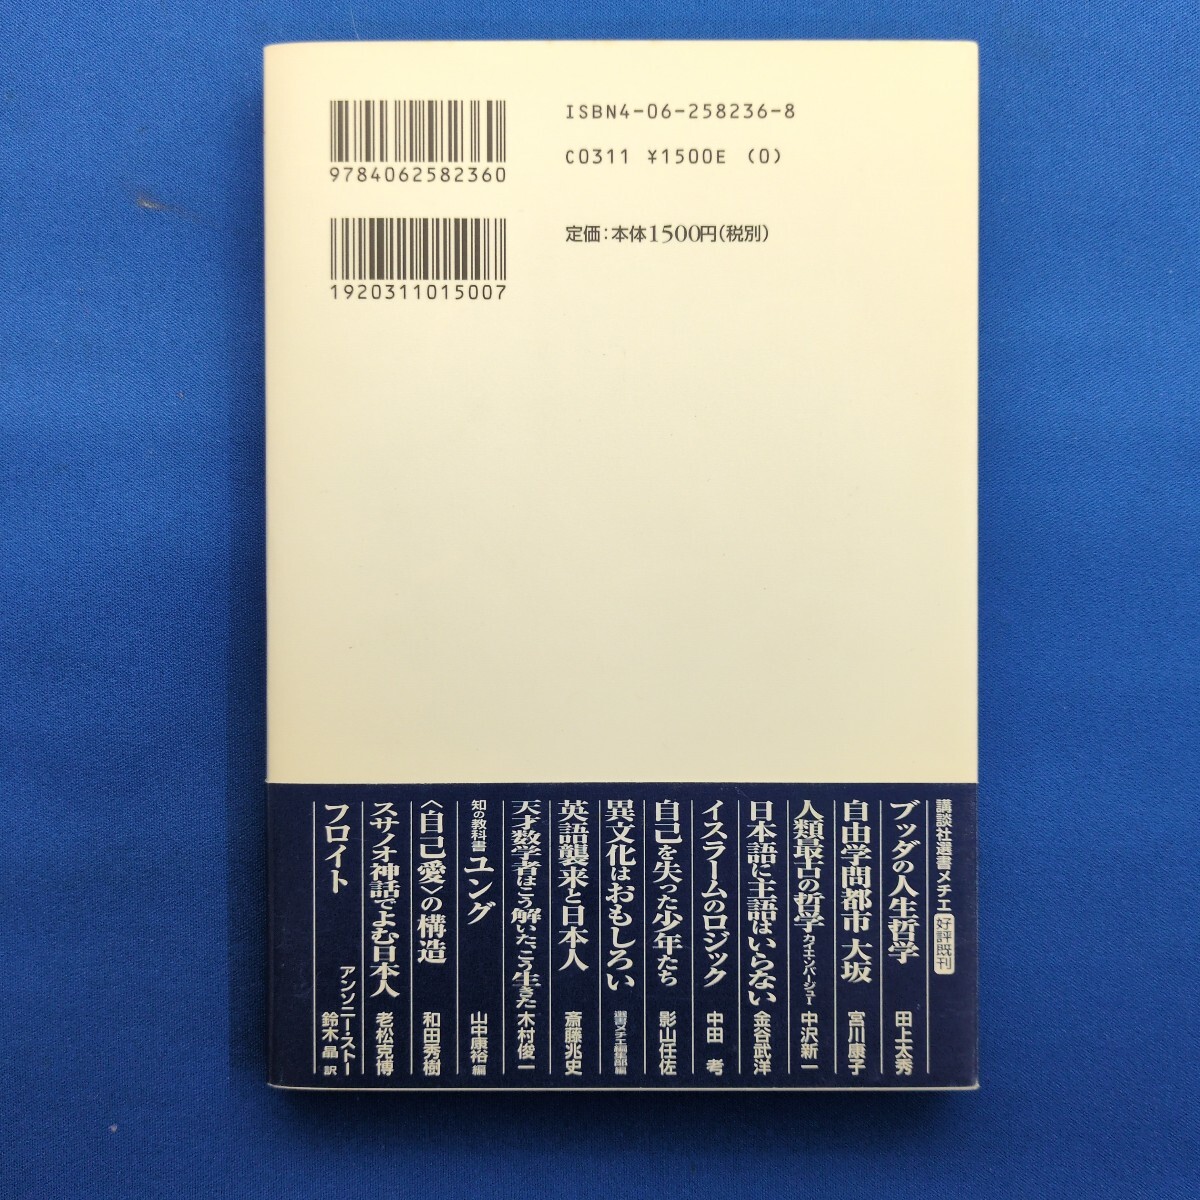 ISBN4-06-258236-8
C0311 ¥1500E (0)
9784062582360
定価:本体1500円(税別)
1920311015007
講談社選書メチエ 好評既刊
ブッダの人生哲学 田上太秀
自由学問都市 大坂 宮川康子
人類最古の哲学 カイエ・ソバージュI 中沢新一
日本語に主語はいらない 金谷武洋
イスラームのロジック 中田 考
自己を失った少年たち 影山任佐
異文化はおもしろい 選書メチエ編集部編
英語襲来と日本人 斎藤兆史
天才数学者はこう解いた、こう生きた 木村俊一
知の教科書 ユング 山中康裕 編
〈自己愛〉の構造 和田秀樹
スサノオ神話でよむ日本人 老松克博
フロイト アンソニー・ストー
鈴木 晶 訳